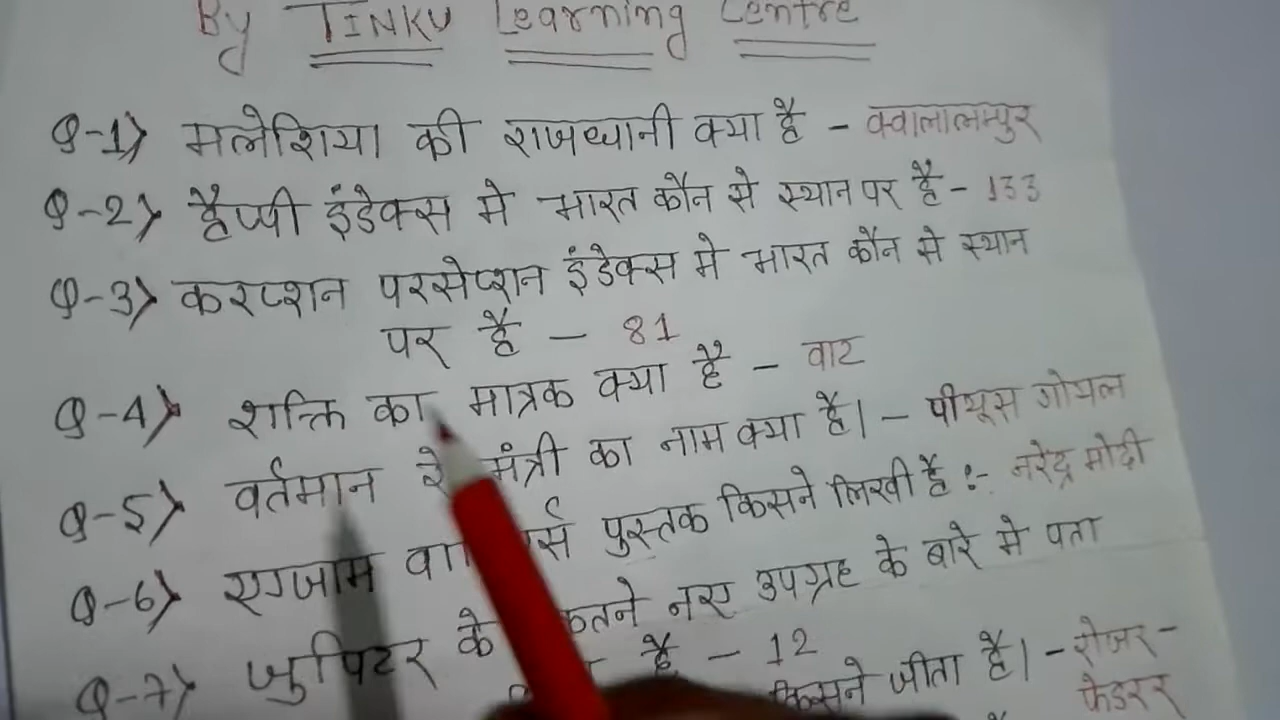 By TINKU Learning Centre
Q-1) मलेशिया की राजधानी क्या है - क्वालालम्पुर
Q-2) हैप्पी इंडेक्स मे भारत कौन से स्थान पर है - 133
Q-3) करप्शन परसेप्शन इंडेक्स मे भारत कौन से स्थान
पर है - 81
Q-4) शक्ति का मात्रक क्या है - वाट
Q-5) वर्तमान मंत्री का नाम क्या है। - पीयूस गोयल
Q-6) एग्जाम पुस्तक किसने लिखी है :- नरेंद्र मोदी
Q-7) जुपिटर के नए उपग्रह के बारे मे पता
है - 12
किसने जीता है। - रोजर-
फेडरर